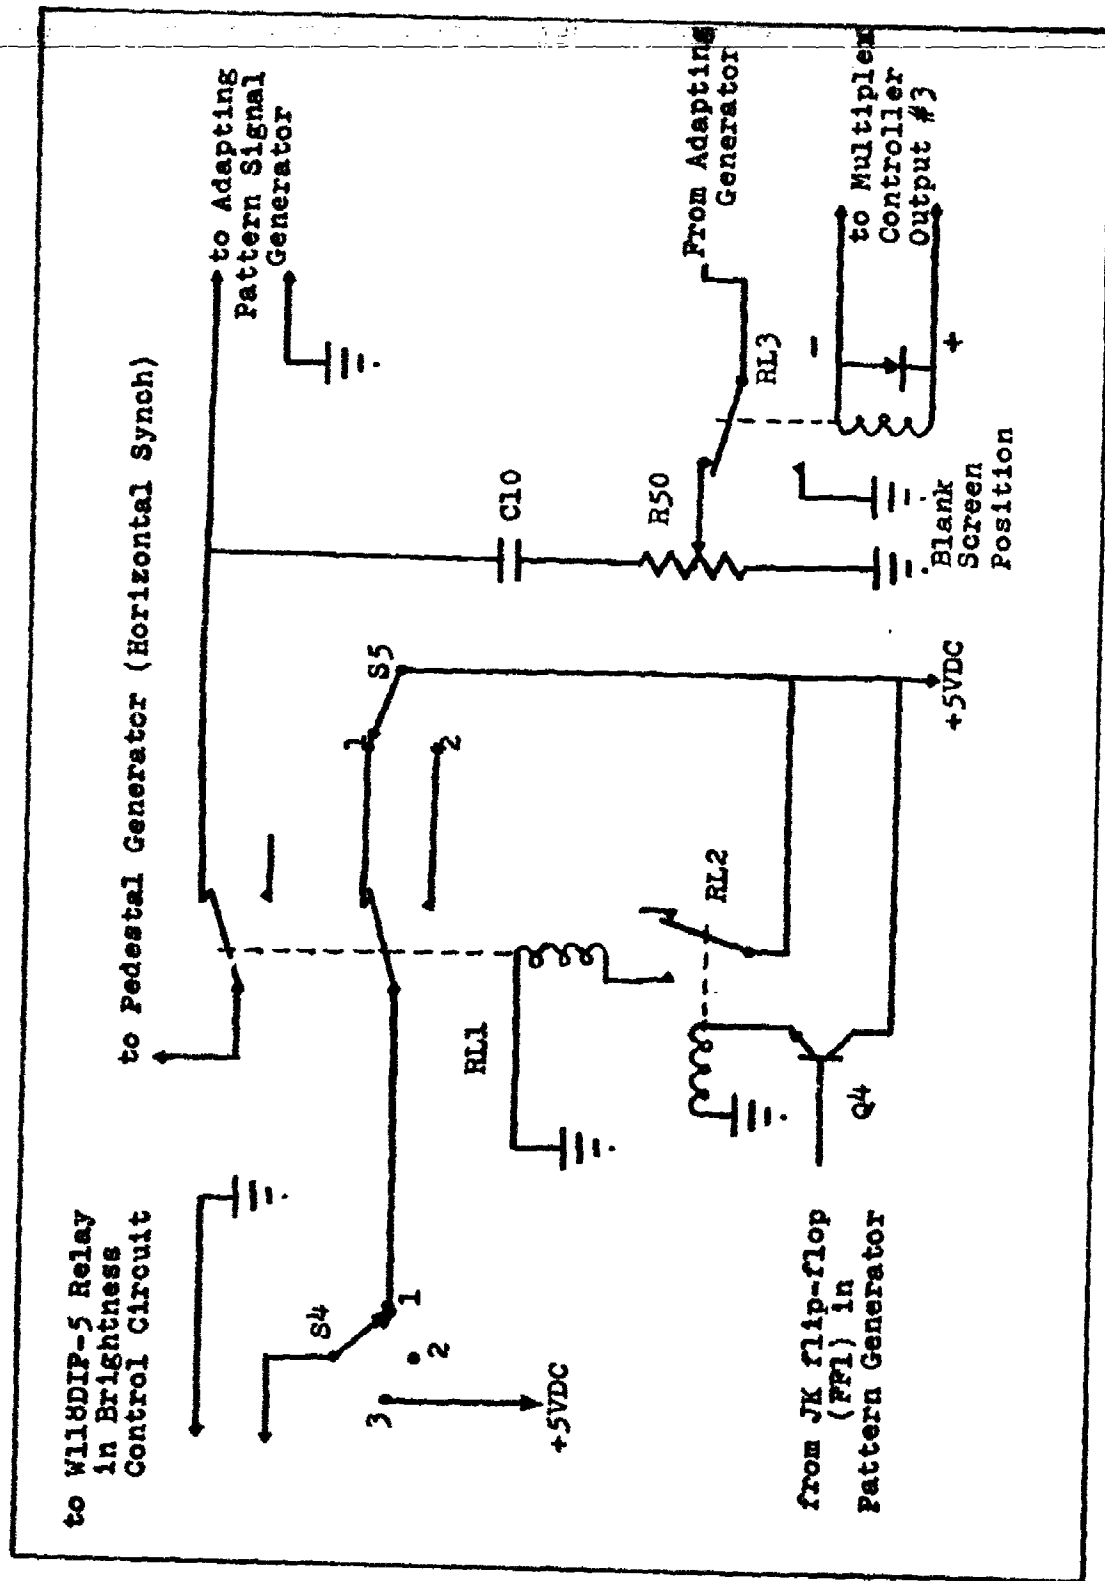 to W118DIP-5 Relay
in Brightness
Control Circuit
to Pedestal Generator (Horizontal Synch)
to Adapting
Pattern Signal
Generator
S4
1
2
3
+5VDC
S5
1
2
RL1
C10
R50
From Adapting
Generator
RL3
RL2
-
+
to Multiplex
Controller
Output #3
Blank
Screen
Position
+5VDC
Q4
from JK flip-flop
(FF1) in
Pattern Generator